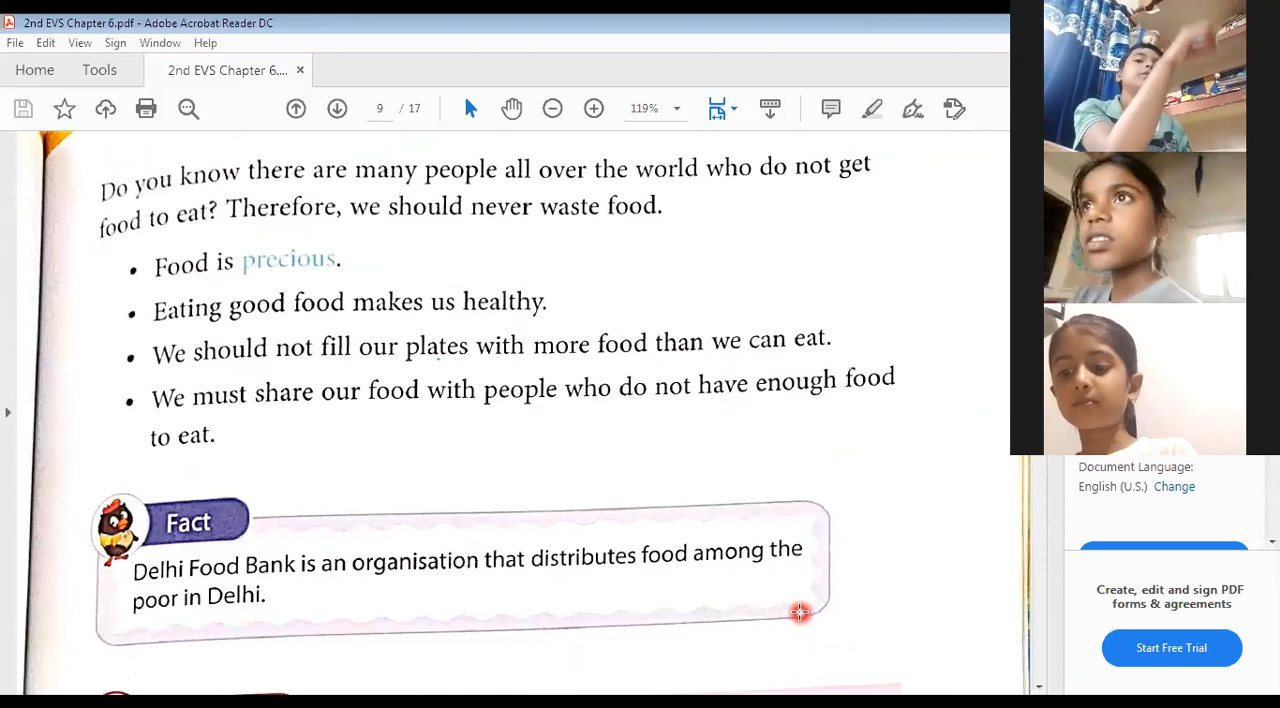 2nd EVS Chapter 6.pdf - Adobe Acrobat Reader DC
File Edit View Sign Window Help
Home Tools 2nd EVS Chapter 6.... ×
9 / 17 119%
Do you know there are many people all over the world who do not get
food to eat? Therefore, we should never waste food.
• Food is precious.
• Eating good food makes us healthy.
• We should not fill our plates with more food than we can eat.
• We must share our food with people who do not have enough food
to eat.
Fact
Delhi Food Bank is an organisation that distributes food among the
poor in Delhi.
Document Language:
English (U.S.) Change
Create, edit and sign PDF
forms & agreements
Start Free Trial